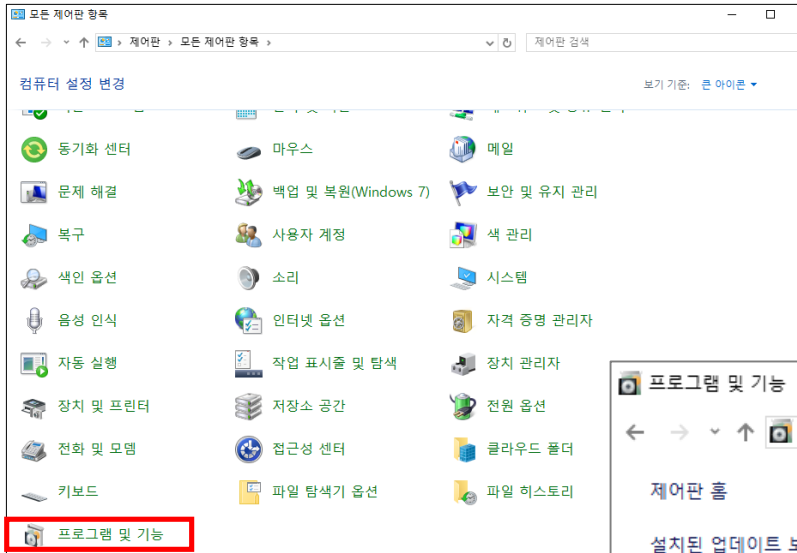 모든 제어판 항목
제어판 > 모든 제어판 항목 >
제어판 검색
컴퓨터 설정 변경
보기 기준: 큰 아이콘
동기화 센터 마우스 메일
문제 해결 백업 및 복원(Windows 7) 보안 및 유지 관리
복구 사용자 계정 색 관리
색인 옵션 소리 시스템
음성 인식 인터넷 옵션 자격 증명 관리자
자동 실행 작업 표시줄 및 탐색 장치 관리자
장치 및 프린터 저장소 공간 전원 옵션
전화 및 모뎀 접근성 센터 클라우드 폴더
키보드 파일 탐색기 옵션 파일 히스토리
프로그램 및 기능
프로그램 및 기능
제어판 홈
설치된 업데이트 보